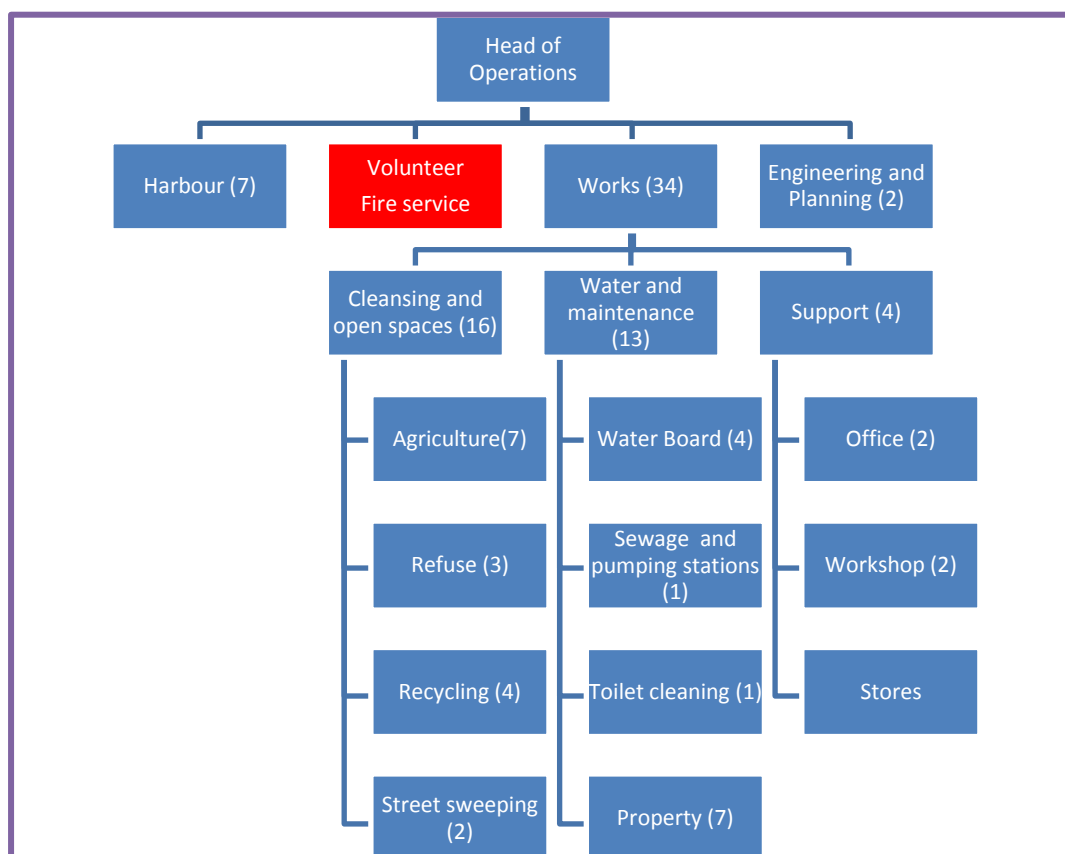 Head of
Operations
Harbour (7)
Volunteer
Fire service
Works (34)
Engineering and
Planning (2)
Cleansing and
open spaces (16)
Water and
maintenance
(13)
Support (4)
Agriculture(7)
Water Board (4)
Office (2)
Refuse (3)
Sewage and
pumping stations
(1)
Workshop (2)
Recycling (4)
Toilet cleaning (1)
Stores
Street sweeping
(2)
Property (7)